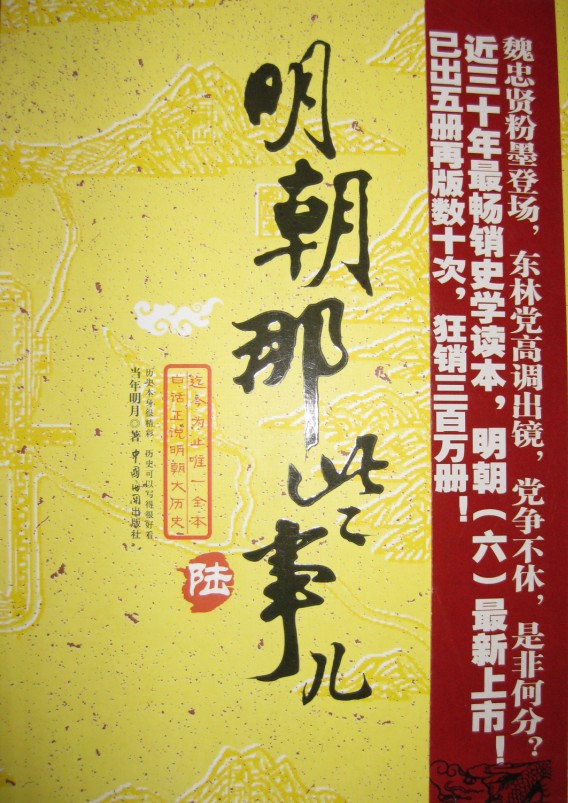 魏忠贤粉墨登场，东林党高调出镜，党争不休，是非何分？
近三十年最畅销史学读本，明朝（六）最新上市！
已出五册再版数十次，狂销三百万册！
明朝那些事儿
陆
迄今为止唯一全本
白话正说明朝大历史
历史本身很精彩 历史可以写得很好看
当年明月◎著 中国海关出版社